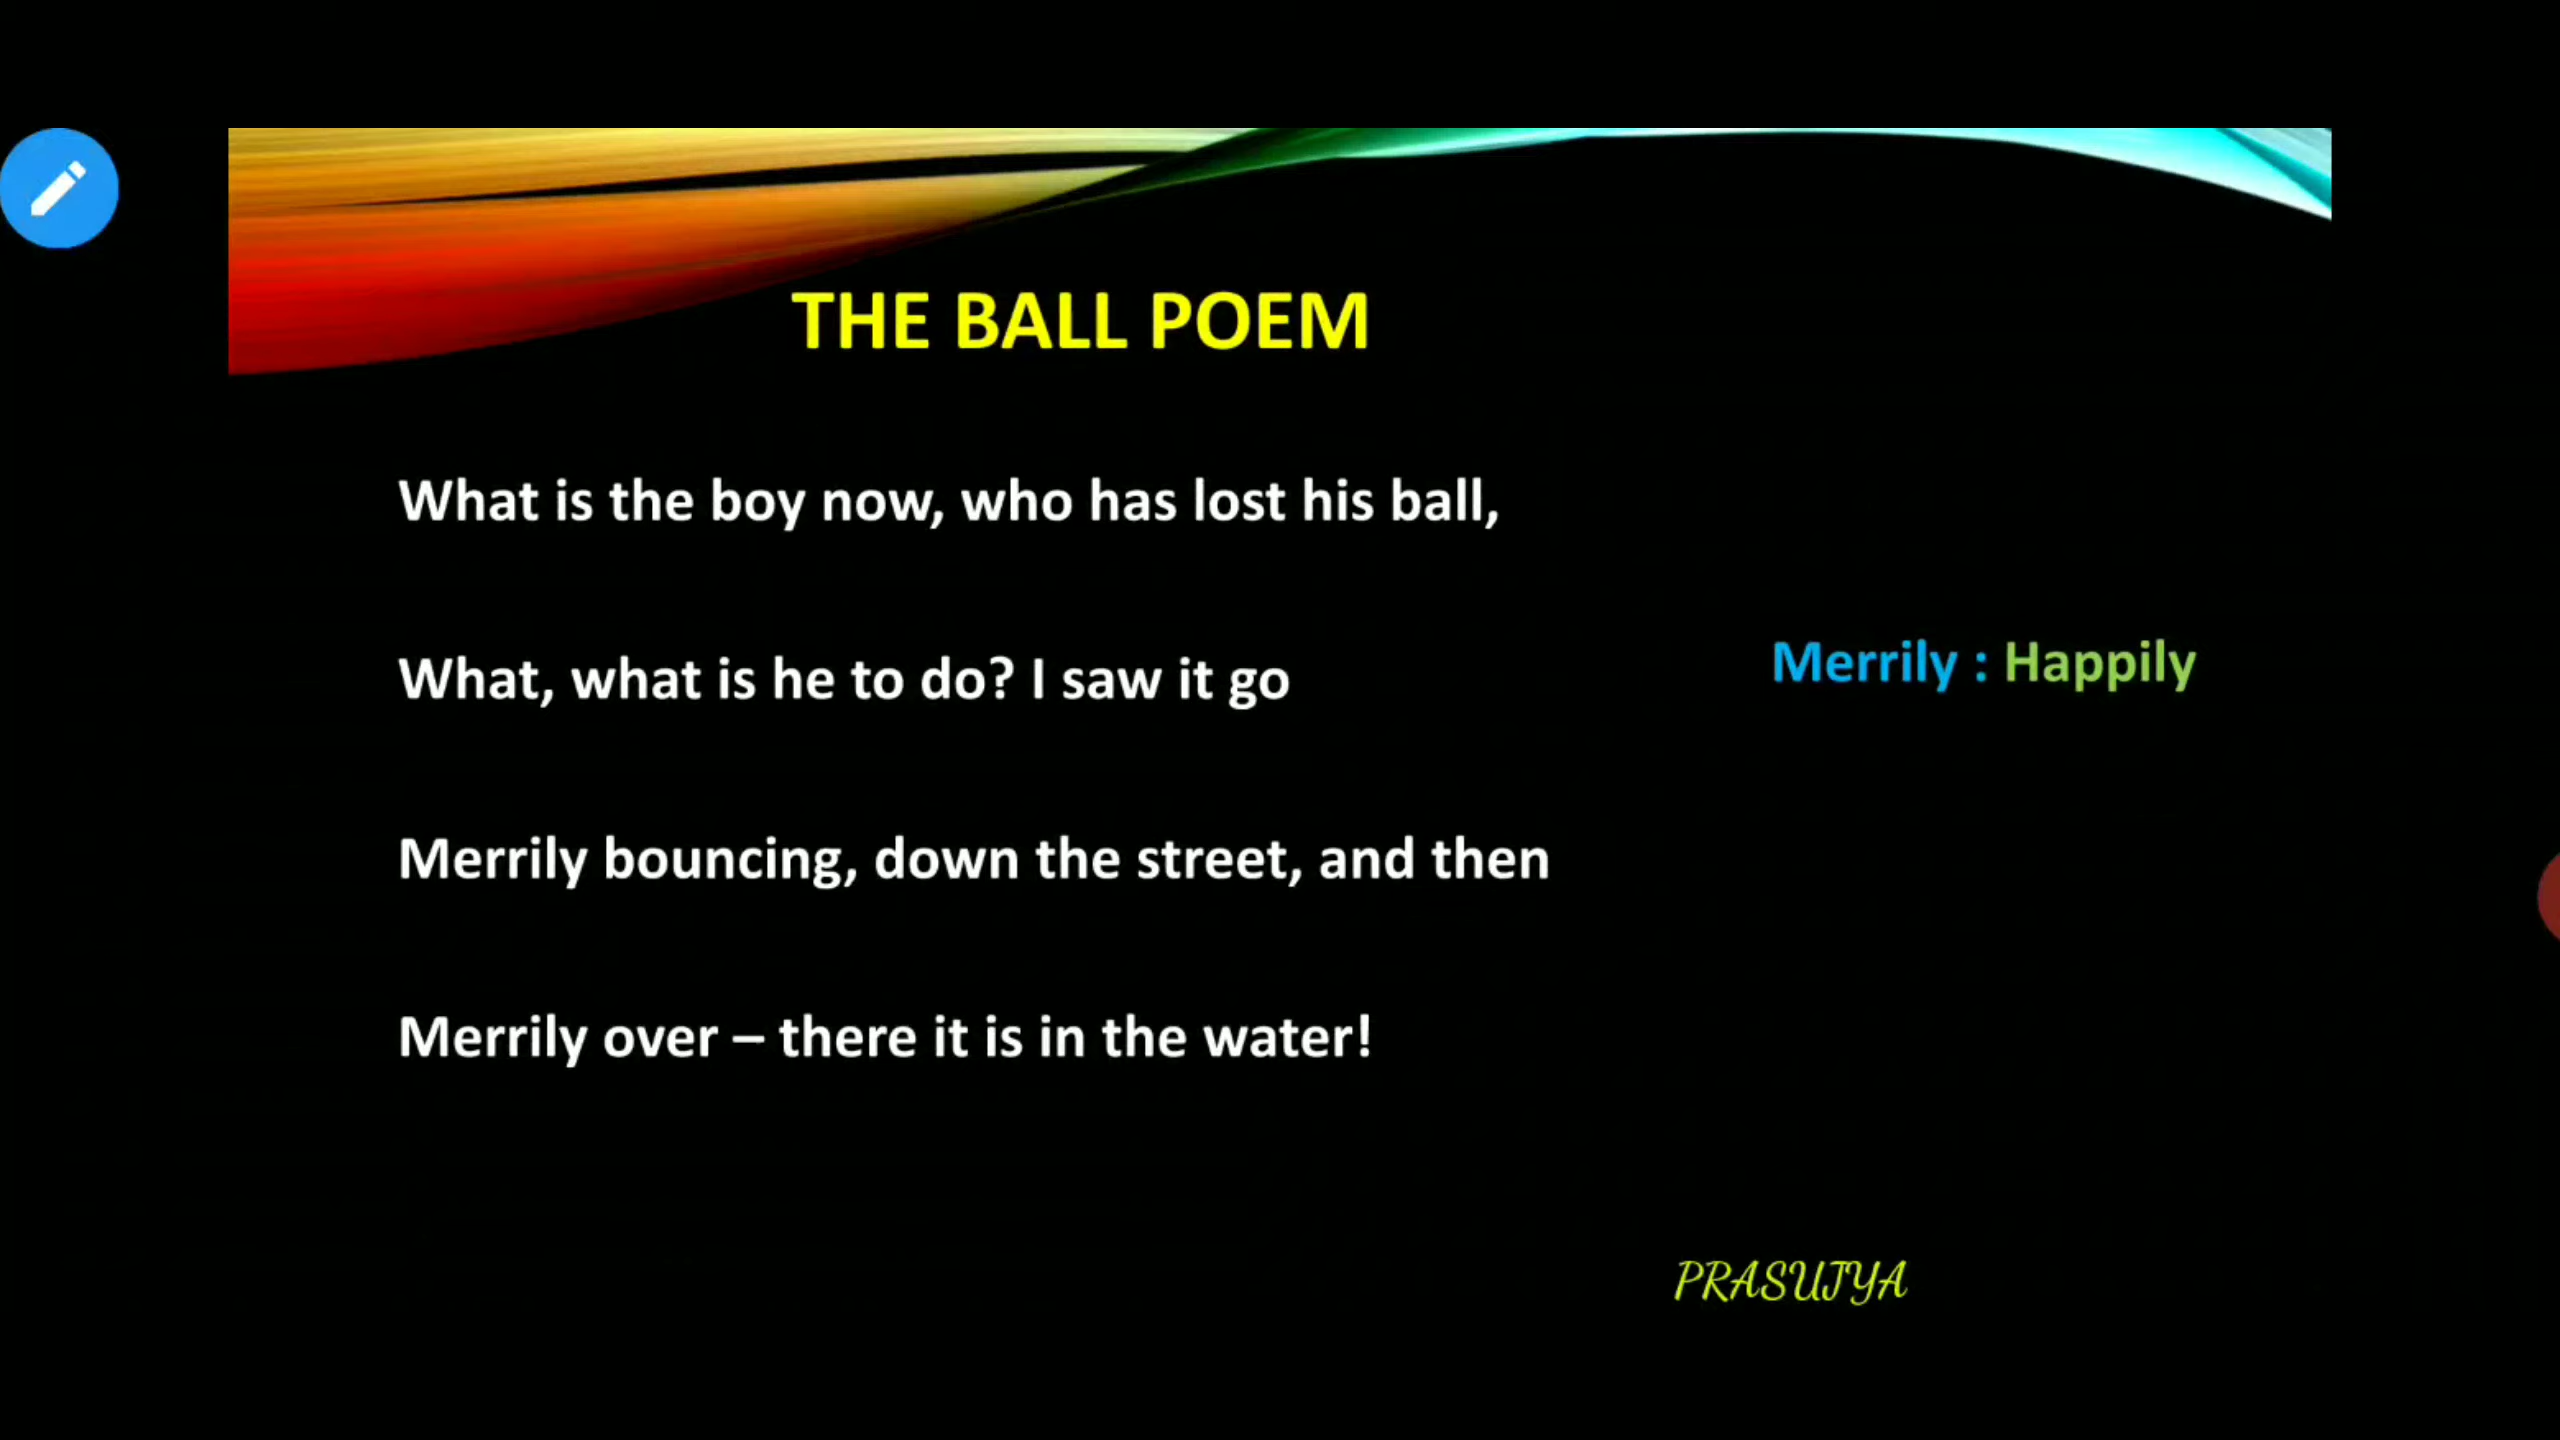 THE BALL POEM
What is the boy now, who has lost his ball,
What, what is he to do? I saw it go
Merrily : Happily
Merrily bouncing, down the street, and then
Merrily over – there it is in the water!
PRASUJYA